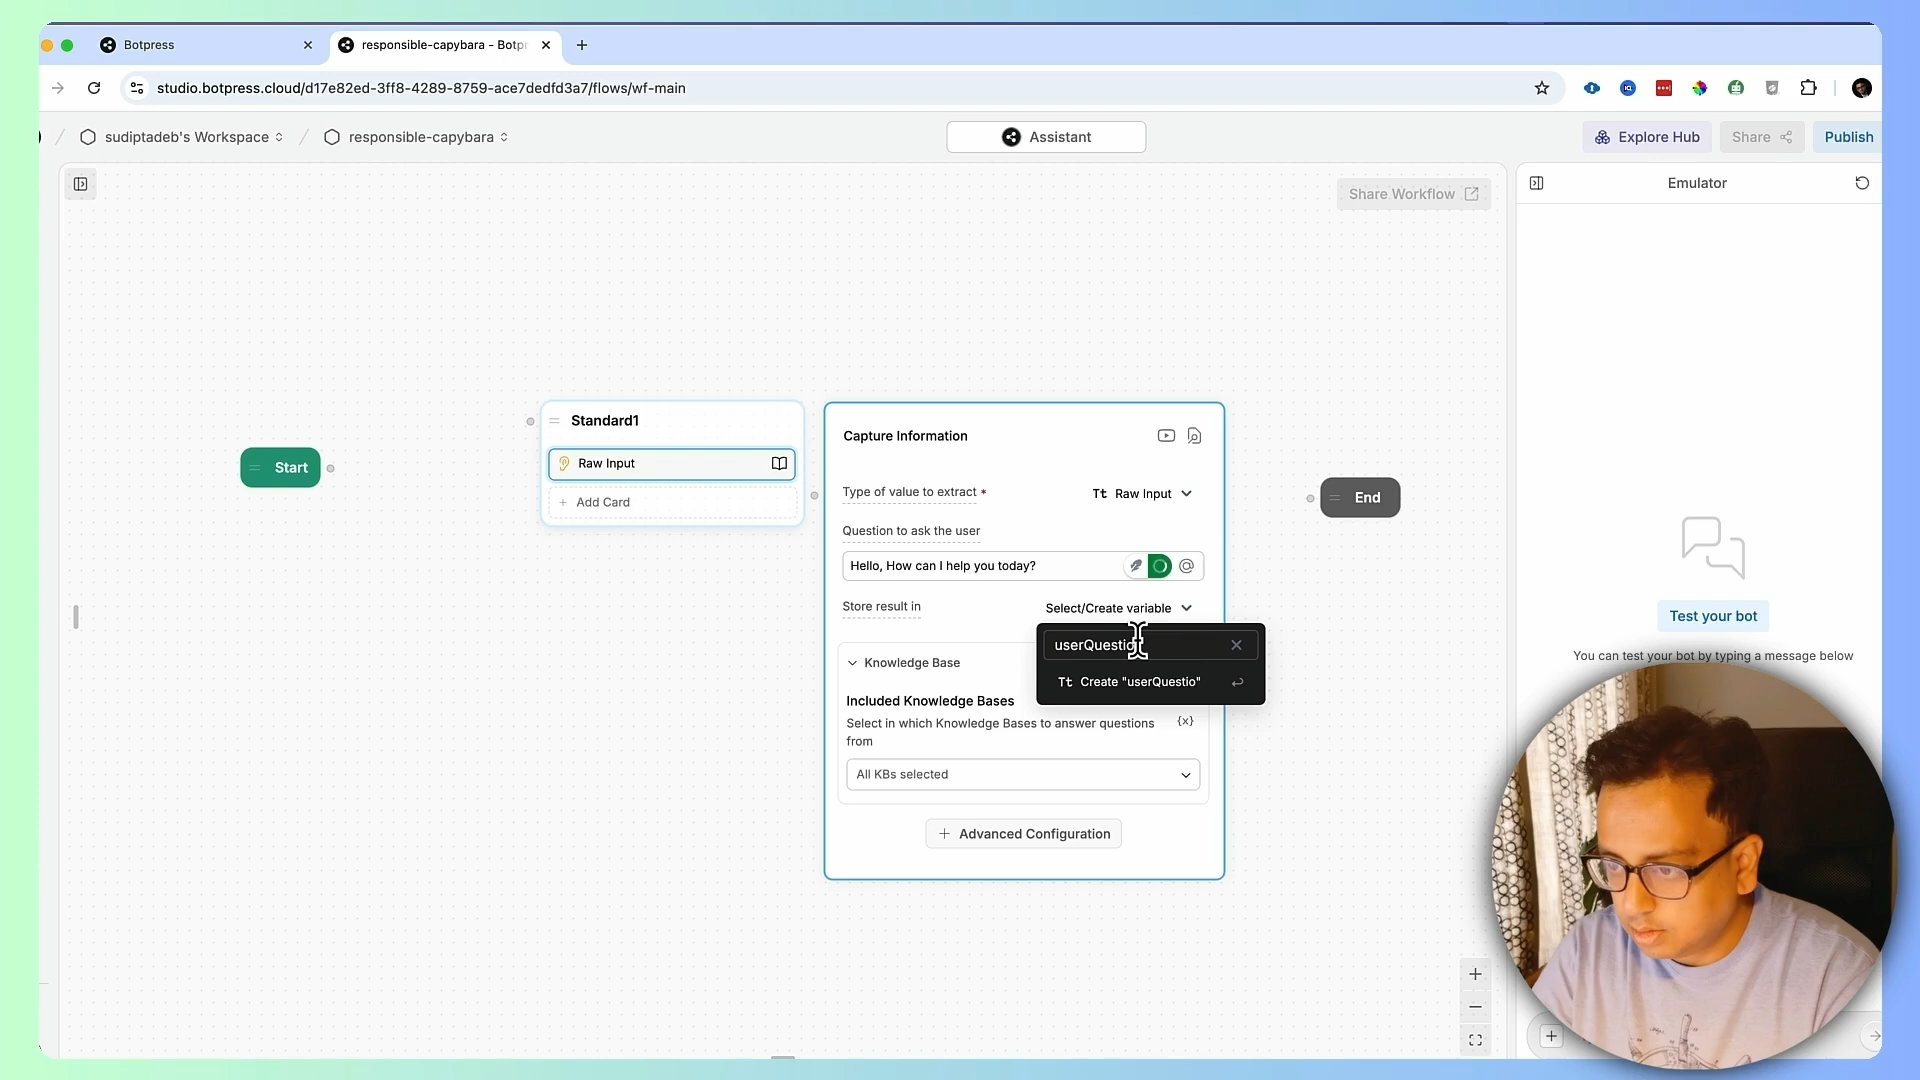 Botpress
responsible-capybara - Botpr
studio.botpress.cloud/d17e82ed-3ff8-4289-8759-ace7dedfd3a7/flows/wf-main
sudiptadeb's Workspace
responsible-capybara
Assistant
Explore Hub
Share
Publish
Share Workflow
Emulator
Start
Standard1
Raw Input
+ Add Card
Capture Information
Type of value to extract *
Tt Raw Input
Question to ask the user
Hello, How can I help you today?
Store result in
Select/Create variable
userQuestio
Tt Create "userQuestio"
Knowledge Base
Included Knowledge Bases
Select in which Knowledge Bases to answer questions
from
{x}
All KBs selected
+ Advanced Configuration
End
Test your bot
You can test your bot by typing a message below